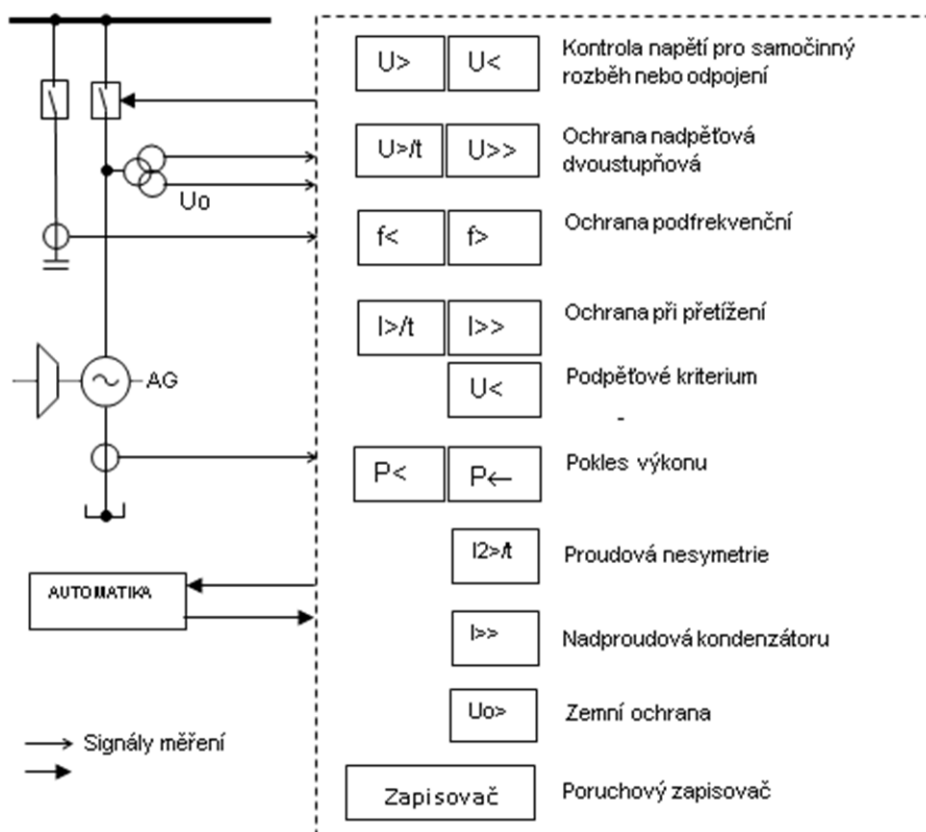 U> U< Kontrola napětí pro samočinný
rozběh nebo odpojení
U>/t U>> Ochrana nadpěťová
dvoustupňová
Uo
f< f> Ochrana podfrekvenční
I>/t I>> Ochrana při přetížení
AG
U< Podpěťové kriterium
-
P< P← Pokles výkonu
I2>/t Proudová nesymetrie
AUTOMATIKA
I>> Nadproudová kondenzátoru
Uo> Zemní ochrana
Signály měření
Zapisovač Poruchový zapisovač